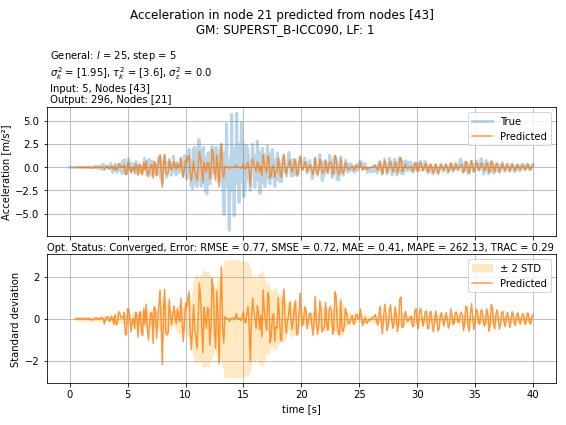 Acceleration in node 21 predicted from nodes [43]
GM: SUPERST_B-ICC090, LF: 1
General: l = 25, step = 5
σ²ₖ = [1.95], τ²ₖ = [3.6], σ²ε = 0.0
Input: 5, Nodes [43]
Output: 296, Nodes [21]
Acceleration [m/s²]
5.0
2.5
0.0
−2.5
−5.0
True
Predicted
Opt. Status: Converged, Error: RMSE = 0.77, SMSE = 0.72, MAE = 0.41, MAPE = 262.13, TRAC = 0.29
Standard deviation
2
0
−2
± 2 STD
Predicted
0 5 10 15 20 25 30 35 40
time [s]